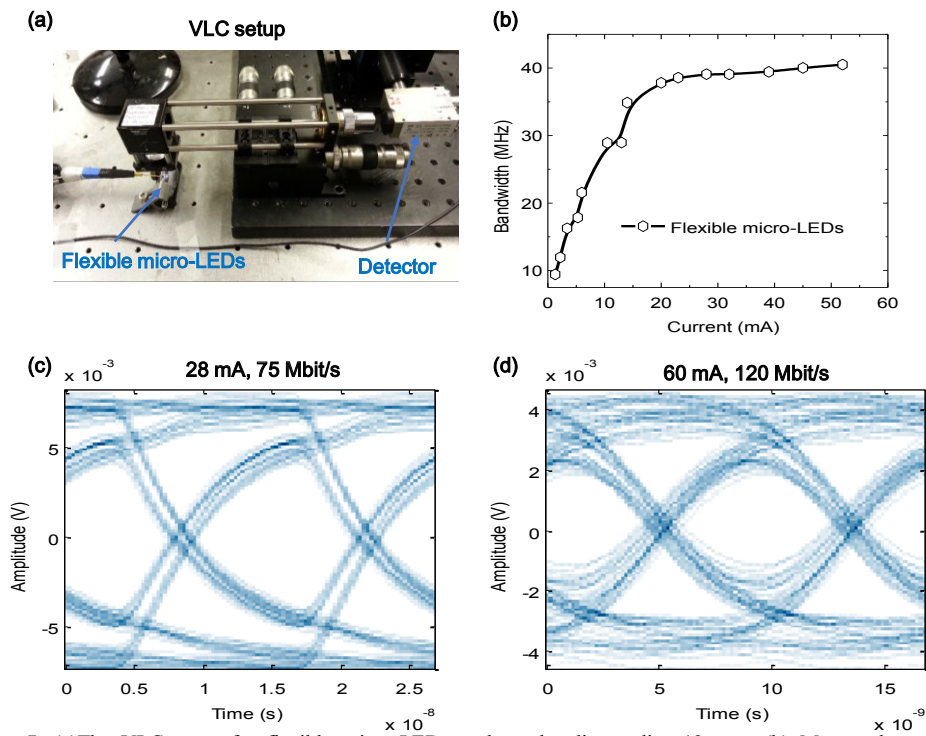 (a)
VLC setup
Flexible micro-LEDs
Detector
(b)
Bandwidth (MHz)
40
30
20
10
Flexible micro-LEDs
0
10
20
30
40
50
60
Current (mA)
(c)
x 10⁻³
28 mA, 75 Mbit/s
Amplitude (V)
5
0
-5
0
0.5
1
1.5
2
2.5
Time (s)
x 10⁻⁸
(d)
x 10⁻³
60 mA, 120 Mbit/s
Amplitude (V)
4
2
0
-2
-4
0
5
10
15
Time (s)
x 10⁻⁹